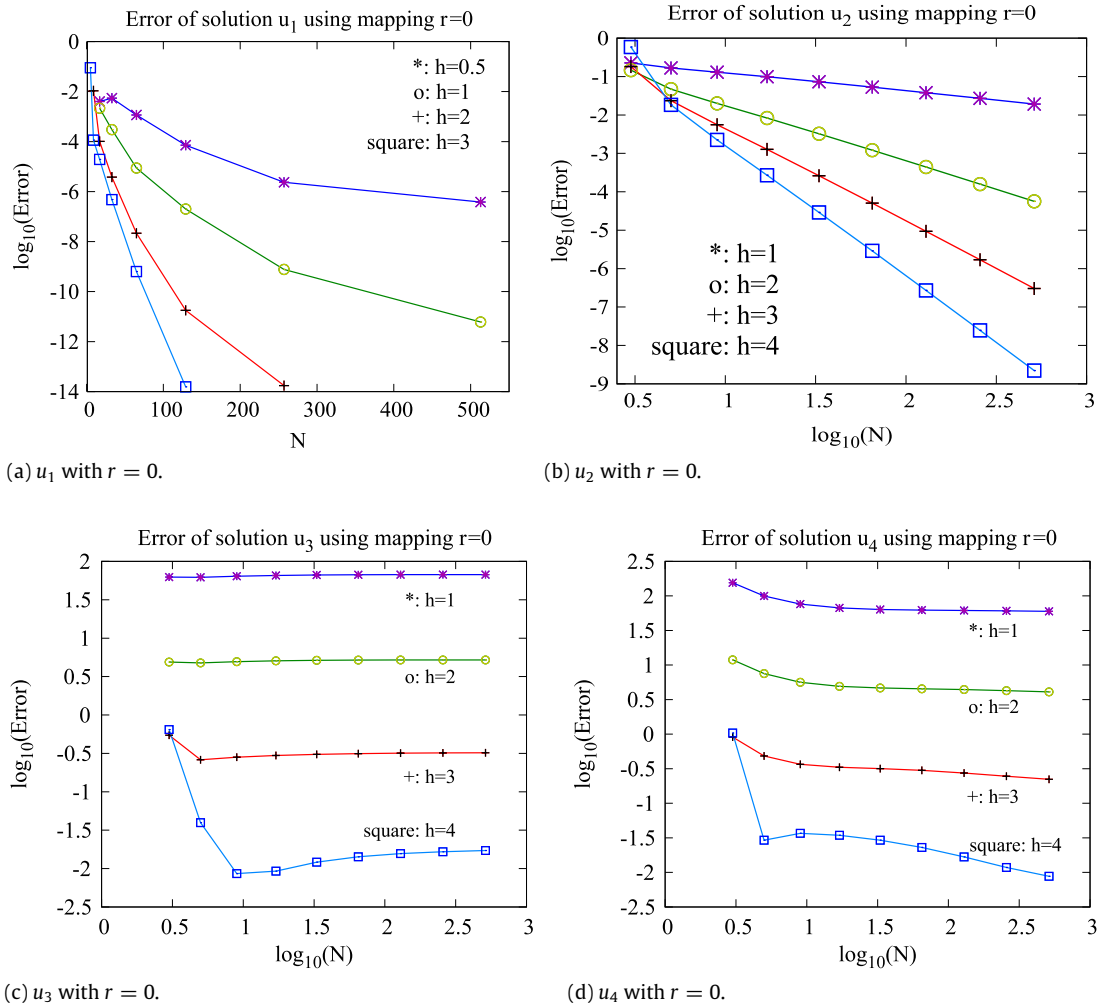 Error of solution u1 using mapping r=0
0
-2
-4
-6
-8
-10
-12
-14
log10(Error)
*: h=0.5
o: h=1
+: h=2
square: h=3
0 100 200 300 400 500
N
(a) u1 with r = 0.
Error of solution u2 using mapping r=0
0
-1
-2
-3
-4
-5
-6
-7
-8
-9
log10(Error)
*: h=1
o: h=2
+: h=3
square: h=4
0.5 1 1.5 2 2.5 3
log10(N)
(b) u2 with r = 0.
Error of solution u3 using mapping r=0
2
1.5
1
0.5
0
-0.5
-1
-1.5
-2
-2.5
log10(Error)
*: h=1
o: h=2
+: h=3
square: h=4
0 0.5 1 1.5 2 2.5 3
log10(N)
(c) u3 with r = 0.
Error of solution u4 using mapping r=0
2.5
2
1.5
1
0.5
0
-0.5
-1
-1.5
-2
-2.5
log10(Error)
*: h=1
o: h=2
+: h=3
square: h=4
0 0.5 1 1.5 2 2.5 3
log10(N)
(d) u4 with r = 0.